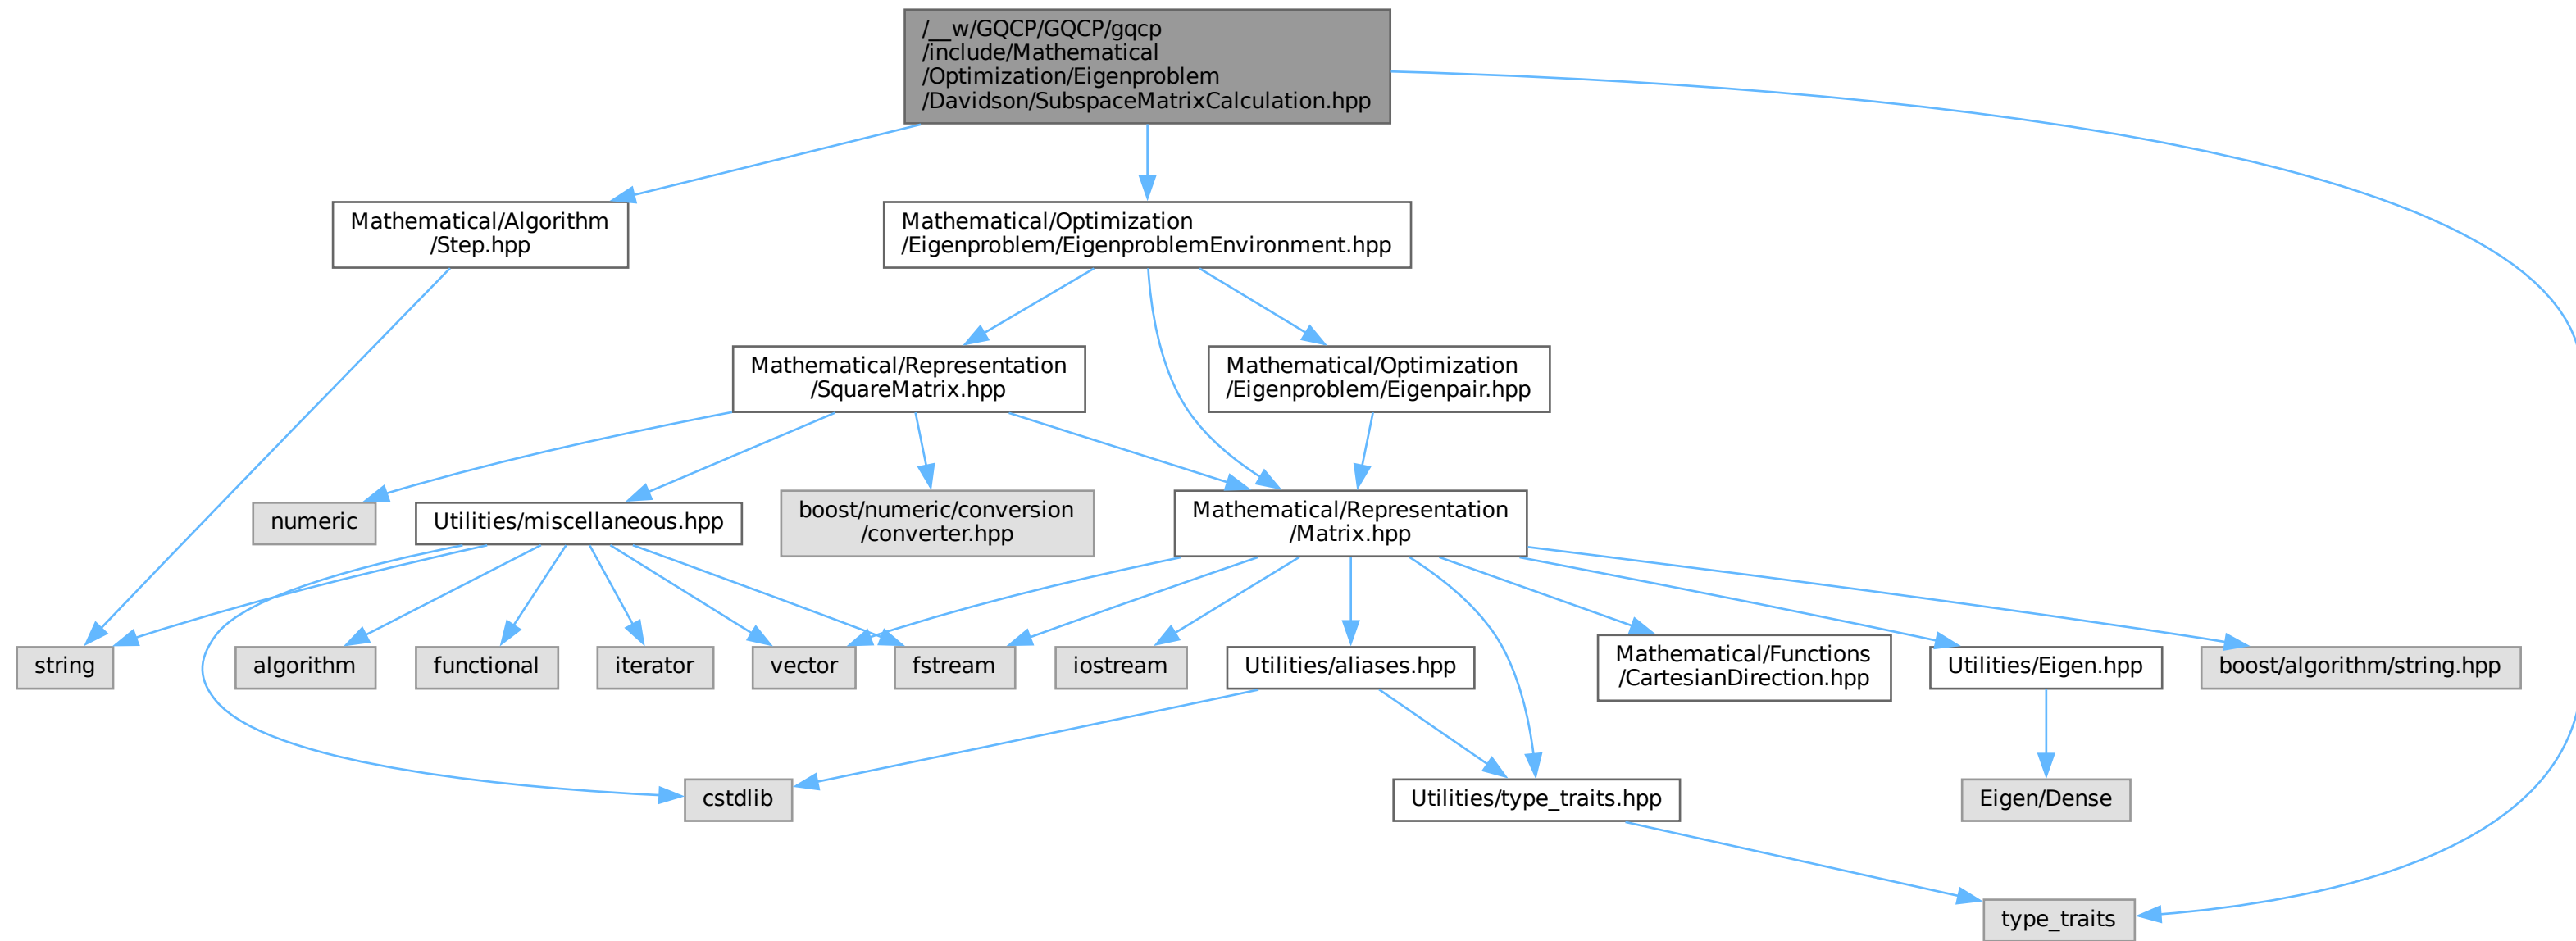 /__w/GQCP/GQCP/gqcp
/include/Mathematical
/Optimization/Eigenproblem
/Davidson/SubspaceMatrixCalculation.hpp
Mathematical/Algorithm
/Step.hpp
Mathematical/Optimization
/Eigenproblem/EigenproblemEnvironment.hpp
Mathematical/Representation
/SquareMatrix.hpp
Mathematical/Optimization
/Eigenproblem/Eigenpair.hpp
numeric
Utilities/miscellaneous.hpp
boost/numeric/conversion
/converter.hpp
Mathematical/Representation
/Matrix.hpp
string
algorithm
functional
iterator
vector
fstream
iostream
Utilities/aliases.hpp
Mathematical/Functions
/CartesianDirection.hpp
Utilities/Eigen.hpp
boost/algorithm/string.hpp
cstdlib
Utilities/type_traits.hpp
Eigen/Dense
type_traits